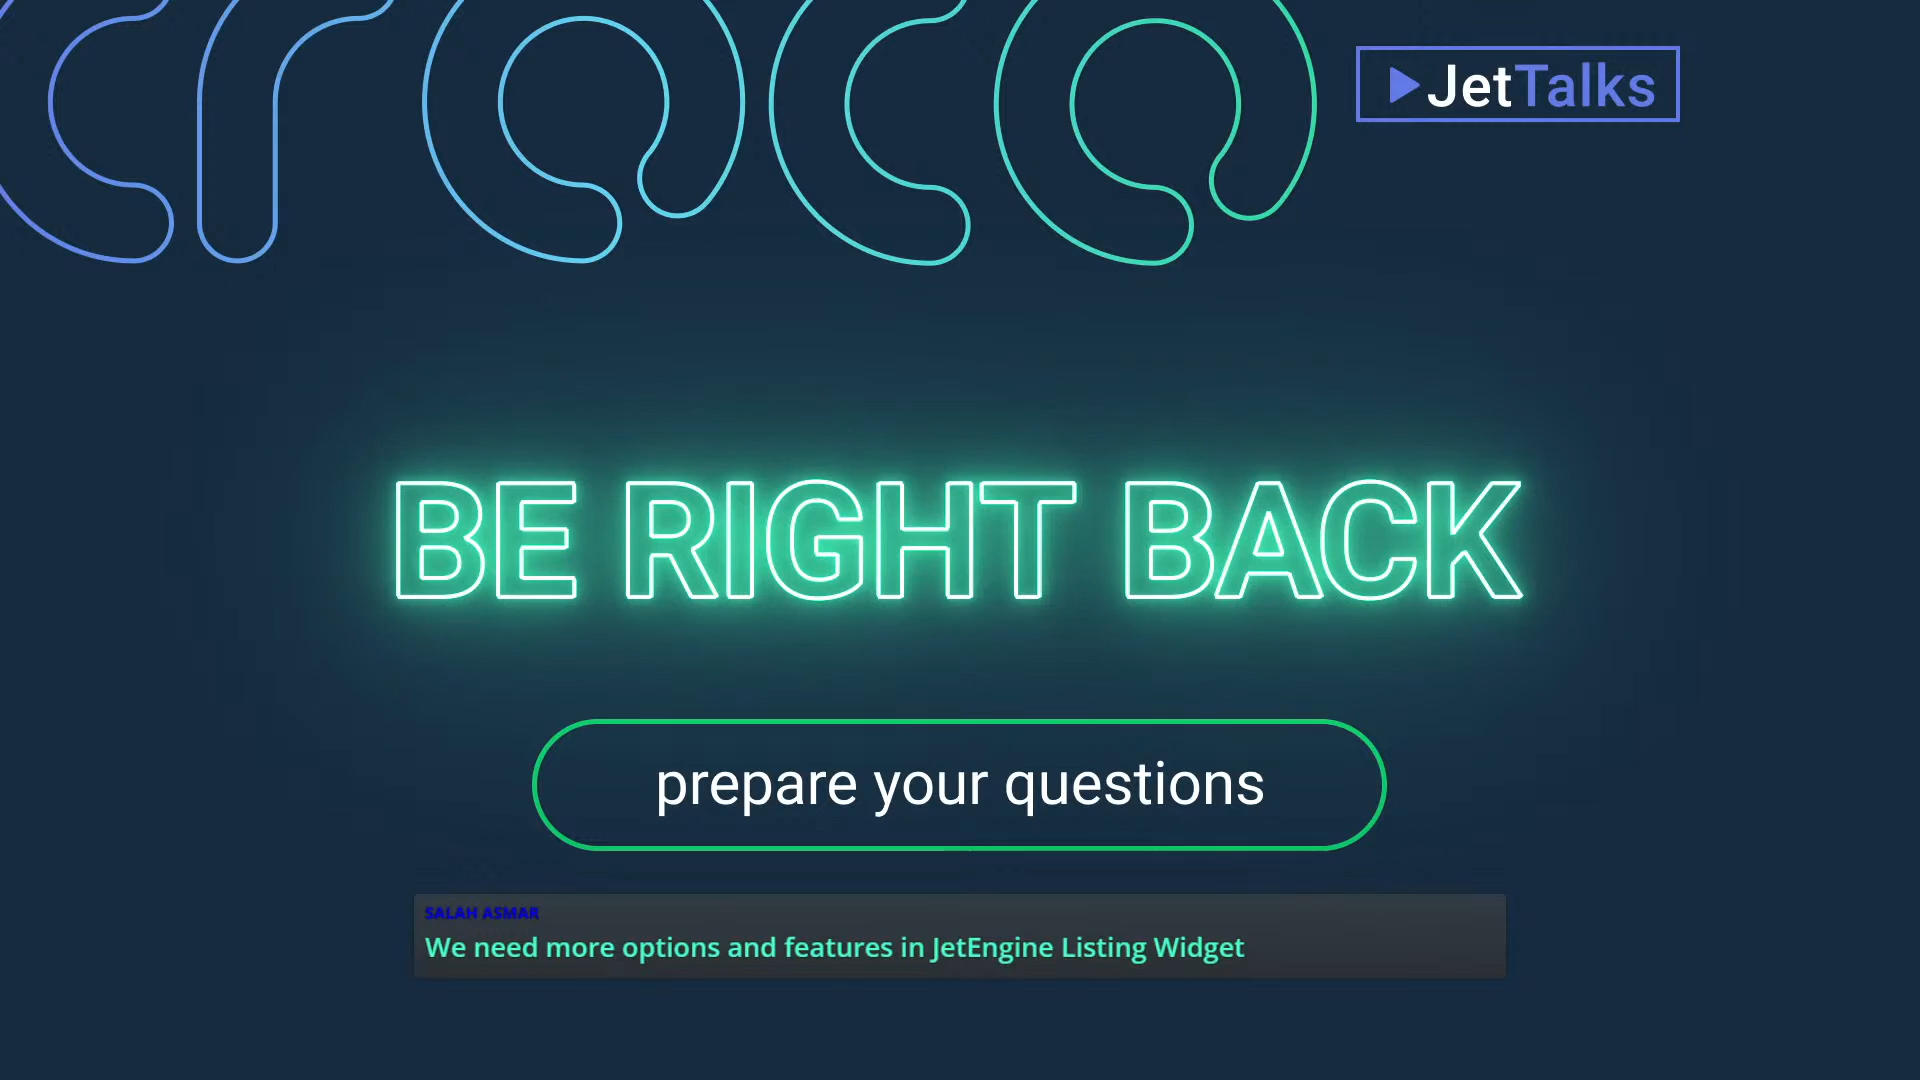 croco
JetTalks
BE RIGHT BACK
prepare your questions
SALAH ASMAR
We need more options and features in JetEngine Listing Widget